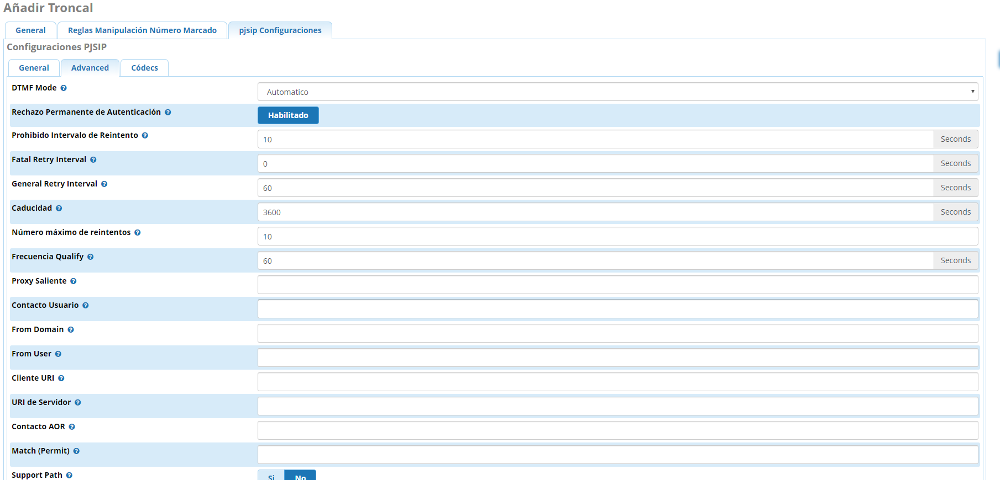 Añadir Troncal
General
Reglas Manipulación Número Marcado
pjsip Configuraciones
Configuraciones PJSIP
General
Advanced
Códecs
DTMF Mode
Automatico
Rechazo Permanente de Autenticación
Habilitado
Prohibido Intervalo de Reintento
10
Seconds
Fatal Retry Interval
0
Seconds
General Retry Interval
60
Seconds
Caducidad
3600
Seconds
Número máximo de reintentos
10
Frecuencia Qualify
60
Seconds
Proxy Saliente
Contacto Usuario
From Domain
From User
Cliente URI
URI de Servidor
Contacto AOR
Match (Permit)
Support Path
Si
No